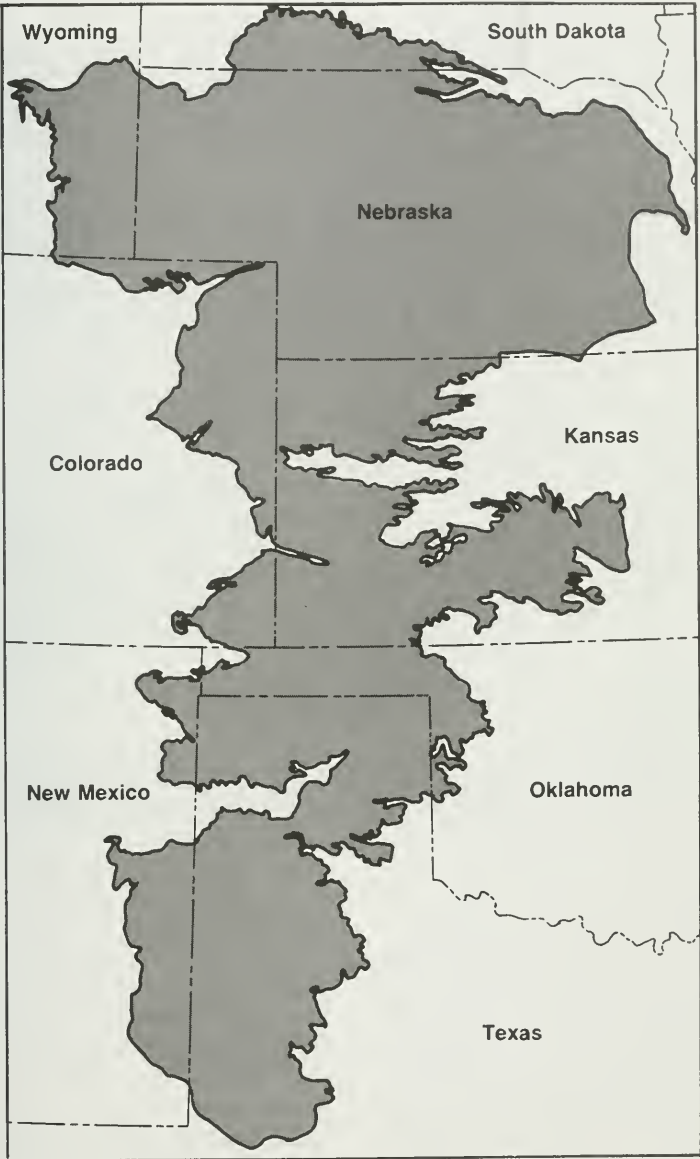 Wyoming
South Dakota
Nebraska
Colorado
Kansas
New Mexico
Oklahoma
Texas